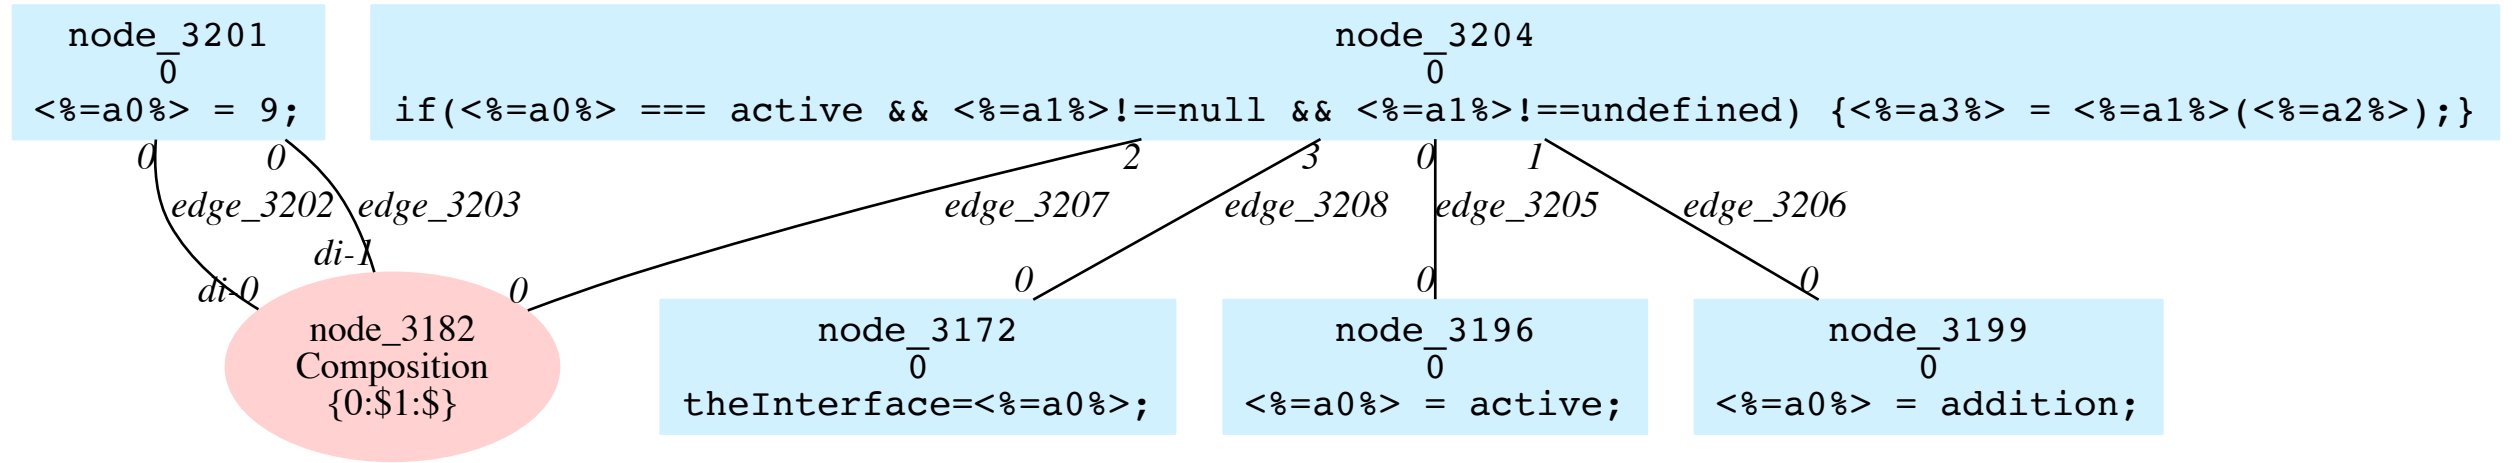 node_3201
0
<%=a0%> = 9;
node_3204
0
if(<%=a0%> === active && <%=a1%>!==null && <%=a1%>!==undefined) {<%=a3%> = <%=a1%>(<%=a2%>);}
0
0
2
3
0
1
edge_3202
edge_3203
edge_3207
edge_3208
edge_3205
edge_3206
di-1
di-0
0
0
0
0
node_3182
Composition
{0:$1:$}
node_3172
0
theInterface=<%=a0%>;
node_3196
0
<%=a0%> = active;
node_3199
0
<%=a0%> = addition;